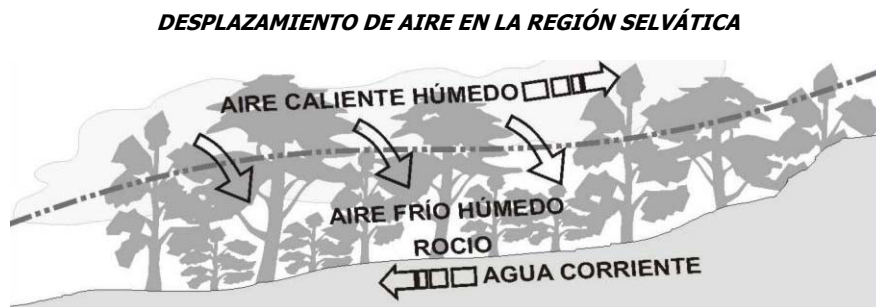 DESPLAZAMIENTO DE AIRE EN LA REGIÓN SELVÁTICA
AIRE CALIENTE HÚMEDO
AIRE FRÍO HÚMEDO
ROCIO
AGUA CORRIENTE